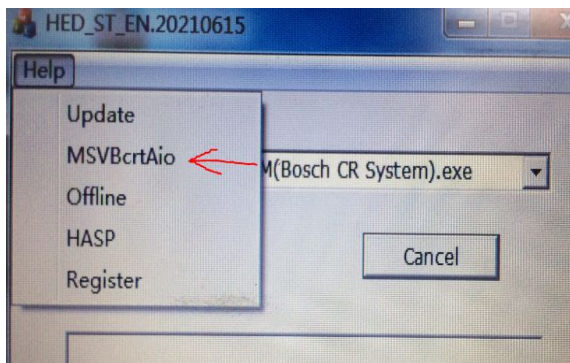 HED_ST_EN.20210615
Help
Update
MSVBcrtAio
M(Bosch CR System).exe
Offline
HASP
Cancel
Register